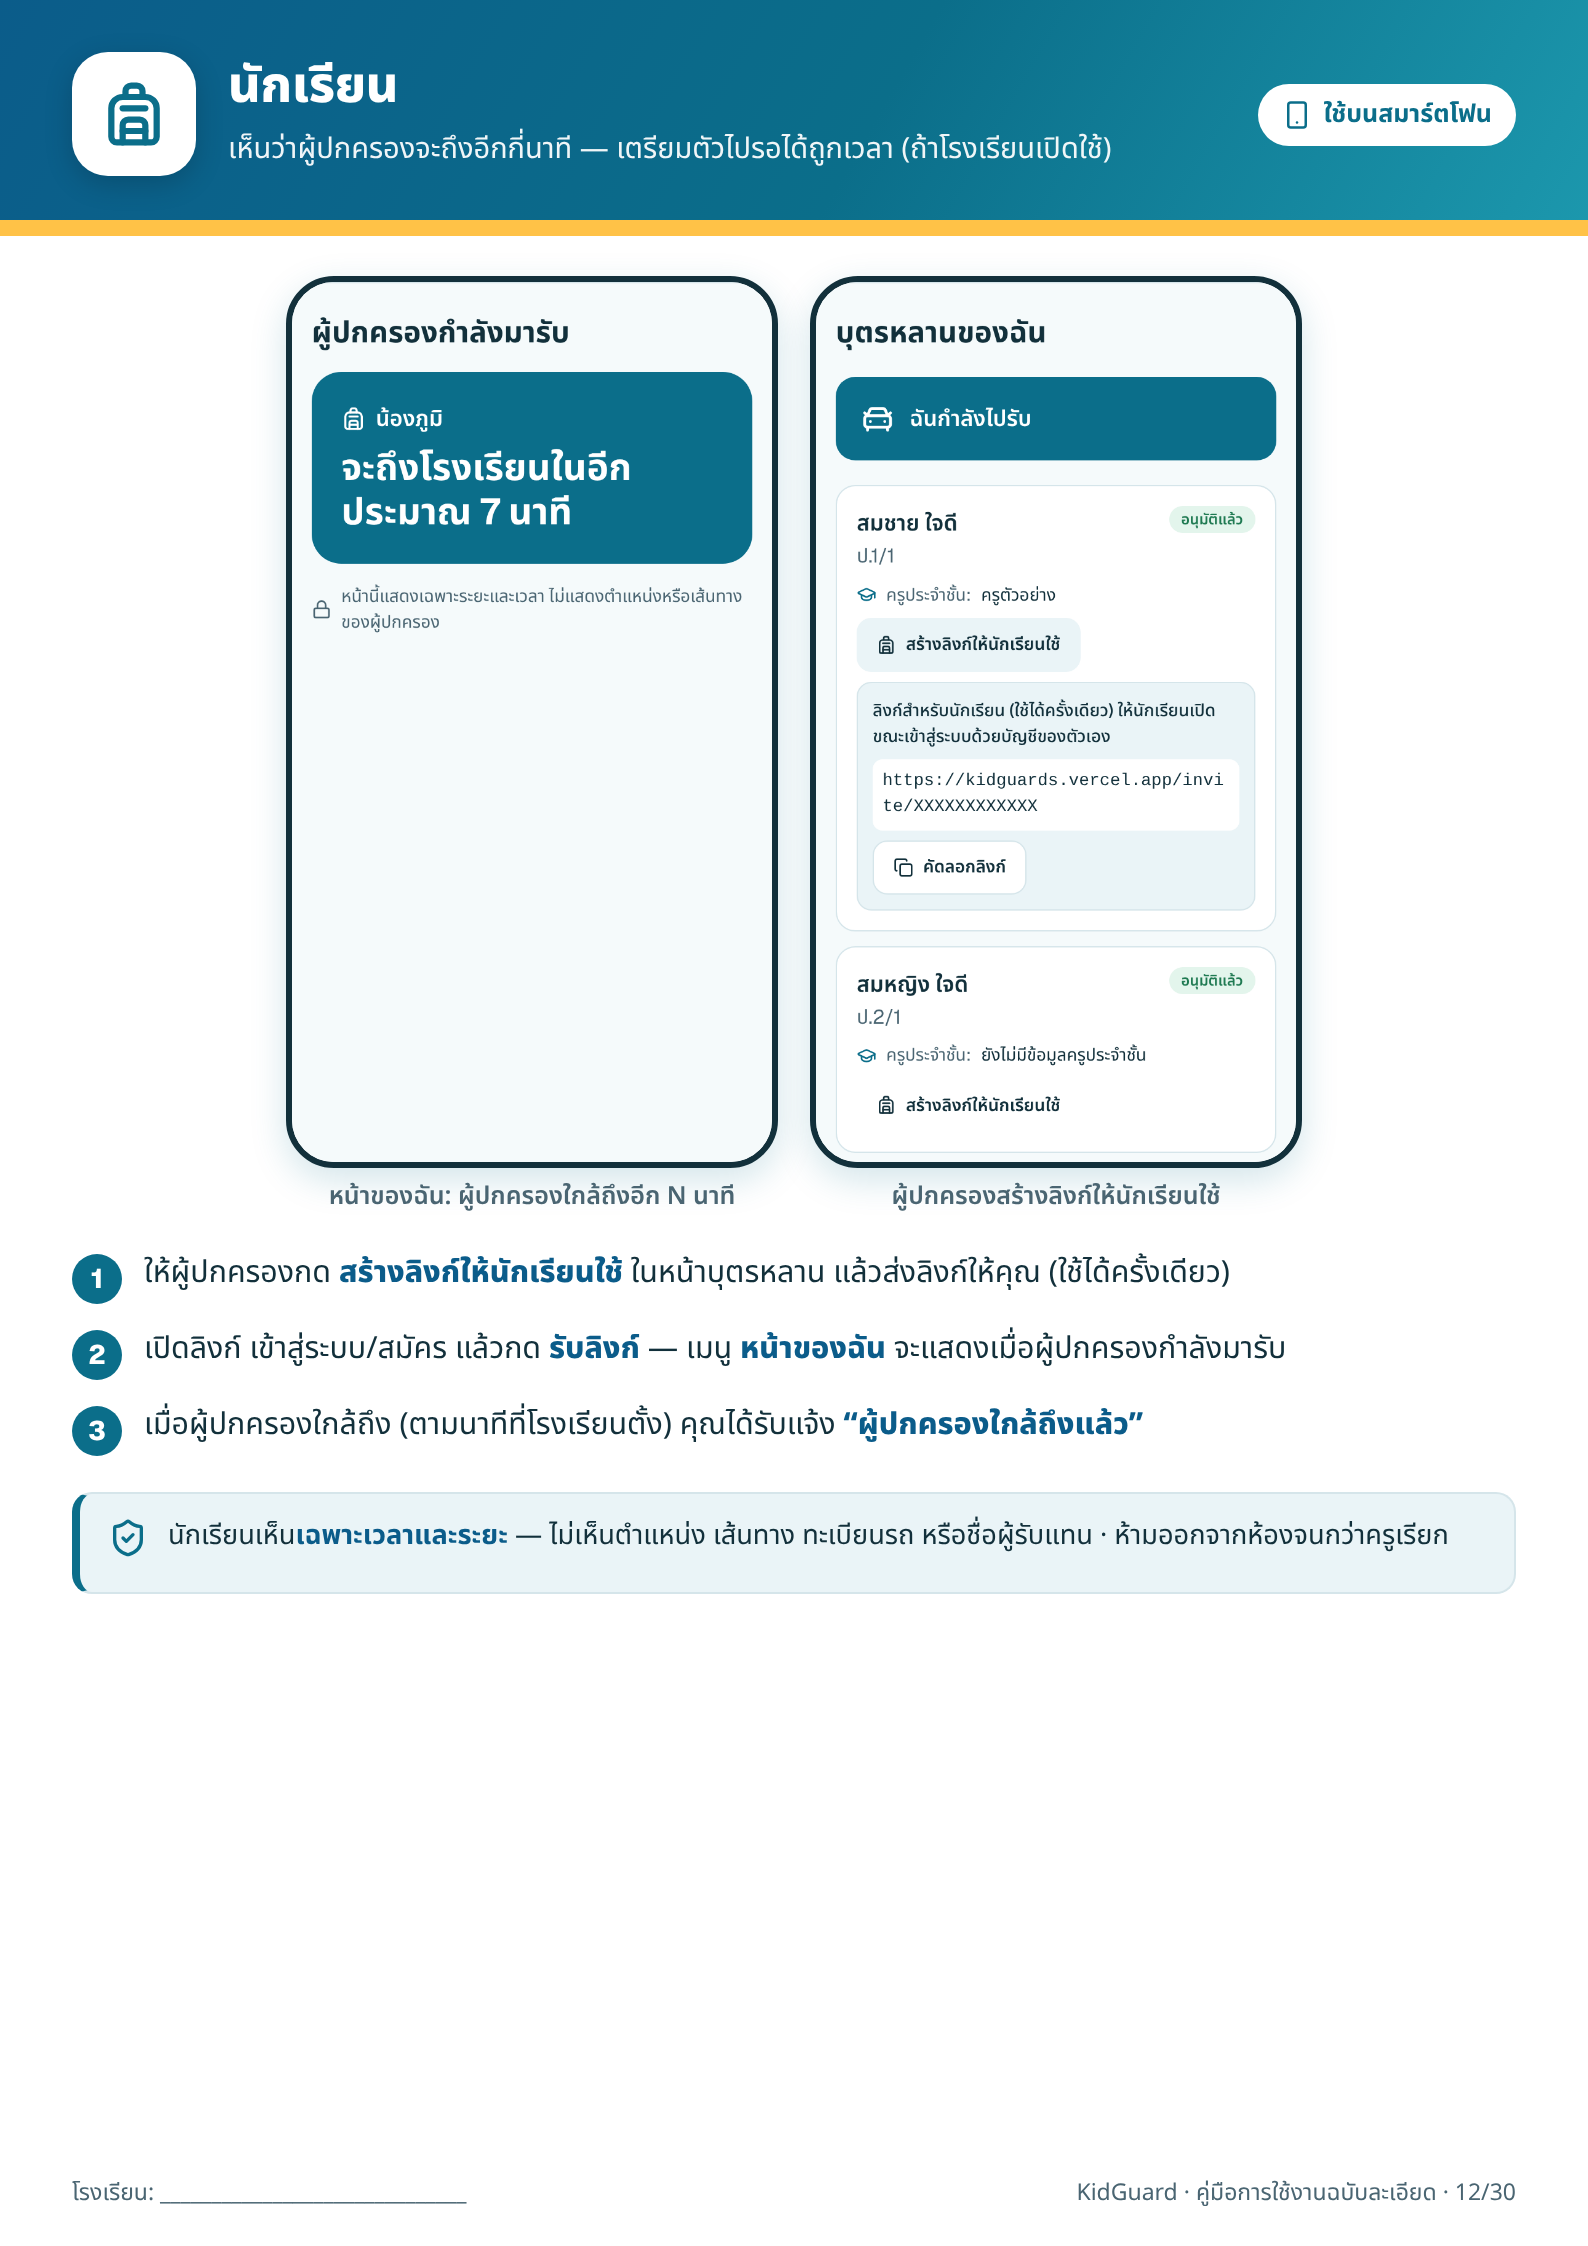 นักเรียน
เห็นว่าผู้ปกครองจะถึงอีกกี่นาที — เตรียมตัวไปรอได้ถูกเวลา (ถ้าโรงเรียนเปิดใช้)
ใช้บนสมาร์ตโฟน
ผู้ปกครองกำลังมารับ
น้องภูมิ
จะถึงโรงเรียนในอีก
ประมาณ 7 นาที
หน้านี้แสดงเฉพาะระยะและเวลา ไม่แสดงตำแหน่งหรือเส้นทาง
ของผู้ปกครอง
บุตรหลานของฉัน
ฉันกำลังไปรับ
สมชาย ใจดี
อนุมัติแล้ว
ป.1/1
ครูประจำชั้น: ครูตัวอย่าง
สร้างลิงก์ให้นักเรียนใช้
ลิงก์สำหรับนักเรียน (ใช้ได้ครั้งเดียว) ให้นักเรียนเปิด
ขณะเข้าสู่ระบบด้วยบัญชีของตัวเอง
https://kidguards.vercel.app/invi
te/XXXXXXXXXXXX
คัดลอกลิงก์
สมหญิง ใจดี
อนุมัติแล้ว
ป.2/1
ครูประจำชั้น: ยังไม่มีข้อมูลครูประจำชั้น
สร้างลิงก์ให้นักเรียนใช้
หน้าของฉัน: ผู้ปกครองใกล้ถึงอีก N นาที
ผู้ปกครองสร้างลิงก์ให้นักเรียนใช้
1 ให้ผู้ปกครองกด สร้างลิงก์ให้นักเรียนใช้ ในหน้าบุตรหลาน แล้วส่งลิงก์ให้คุณ (ใช้ได้ครั้งเดียว)
2 เปิดลิงก์ เข้าสู่ระบบ/สมัคร แล้วกด รับลิงก์ — เมนู หน้าของฉัน จะแสดงเมื่อผู้ปกครองกำลังมารับ
3 เมื่อผู้ปกครองใกล้ถึง (ตามนาทีที่โรงเรียนตั้ง) คุณได้รับแจ้ง “ผู้ปกครองใกล้ถึงแล้ว”
นักเรียนเห็นเฉพาะเวลาและระยะ — ไม่เห็นตำแหน่ง เส้นทาง ทะเบียนรถ หรือชื่อผู้รับแทน · ห้ามออกจากห้องจนกว่าครูเรียก
โรงเรียน: ____________________________
KidGuard · คู่มือการใช้งานฉบับละเอียด · 12/30